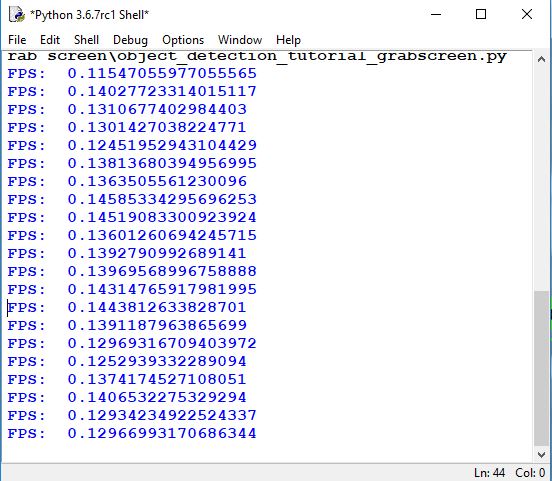 *Python 3.6.7rc1 Shell*
File Edit Shell Debug Options Window Help
rab screen\object_detection_tutorial_grabscreen.py
FPS: 0.11547055977055565
FPS: 0.14027723314015117
FPS: 0.1310677402984403
FPS: 0.1301427038224771
FPS: 0.12451952943104429
FPS: 0.13813680394956995
FPS: 0.1363505561230096
FPS: 0.14585334295696253
FPS: 0.14519083300923924
FPS: 0.13601260694245715
FPS: 0.1392790992689141
FPS: 0.13969568996758888
FPS: 0.14314765917981995
FPS: 0.1443812633828701
FPS: 0.1391187963865699
FPS: 0.12969316709403972
FPS: 0.1252939332289094
FPS: 0.1374174527108051
FPS: 0.1406532275329294
FPS: 0.12934234922524337
FPS: 0.12966993170686344
Ln: 44 Col: 0